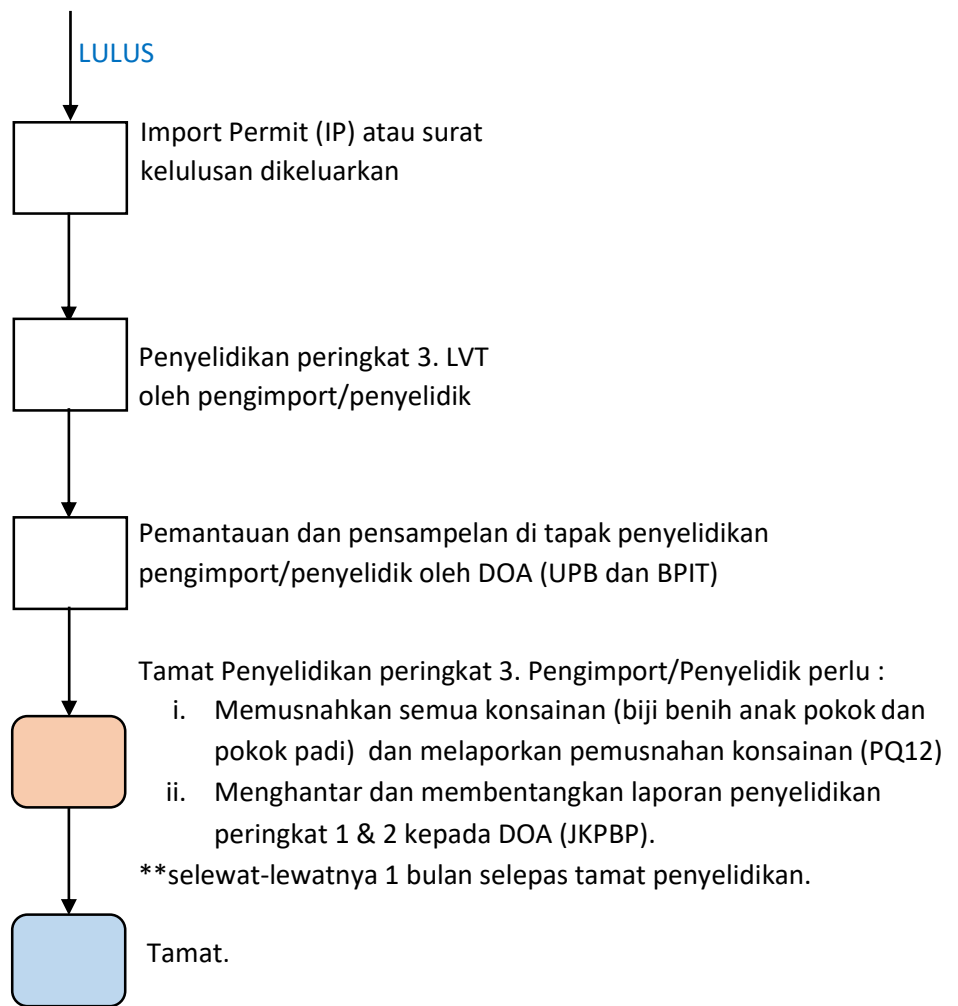 LULUS
Import Permit (IP) atau surat
kelulusan dikeluarkan
Penyelidikan peringkat 3. LVT
oleh pengimport/penyelidik
Pemantauan dan pensampelan di tapak penyelidikan
pengimport/penyelidik oleh DOA (UPB dan BPIT)
Tamat Penyelidikan peringkat 3. Pengimport/Penyelidik perlu :
i. Memusnahkan semua konsainan (biji benih anak pokok dan
pokok padi) dan melaporkan pemusnahan konsainan (PQ12)
ii. Menghantar dan membentangkan laporan penyelidikan
peringkat 1 & 2 kepada DOA (JKPBP).
**selewat-lewatnya 1 bulan selepas tamat penyelidikan.
Tamat.